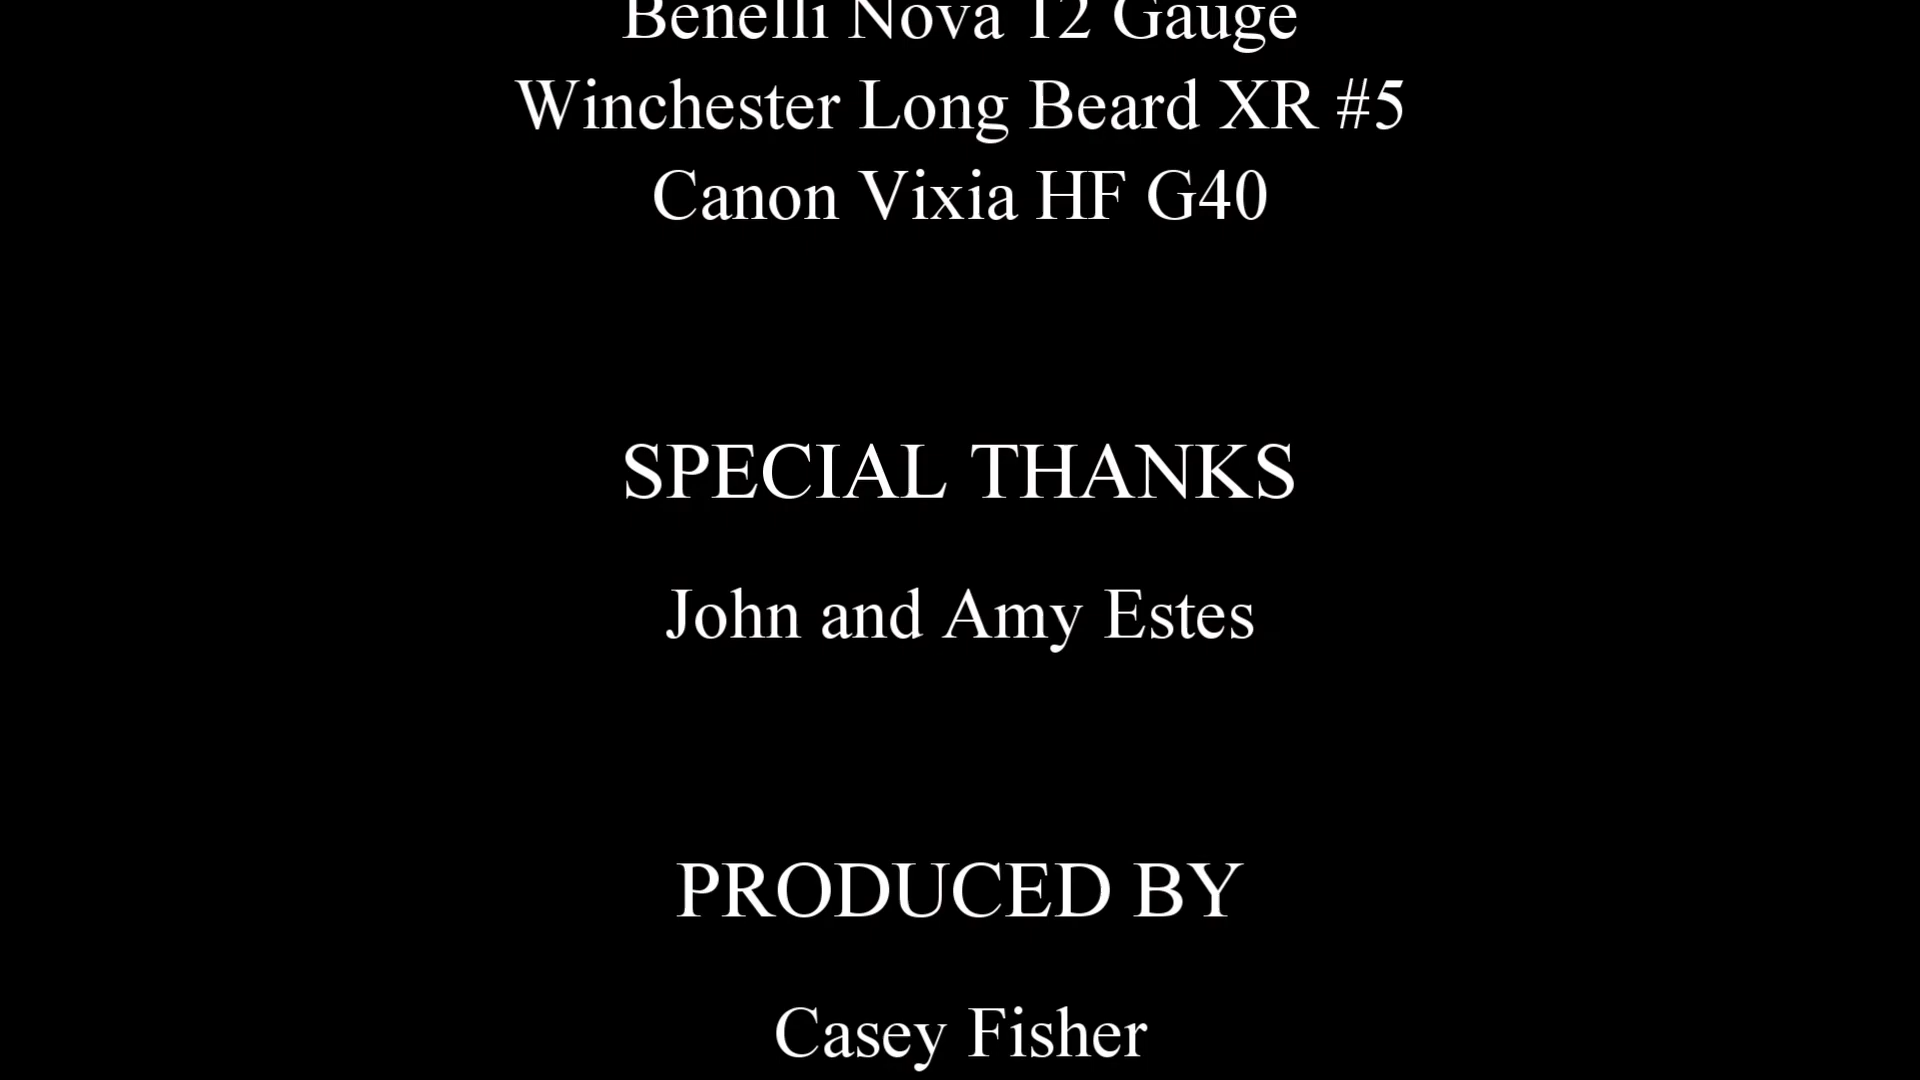 Benelli Nova 12 Gauge
Winchester Long Beard XR #5
Canon Vixia HF G40
SPECIAL THANKS
John and Amy Estes
PRODUCED BY
Casey Fisher